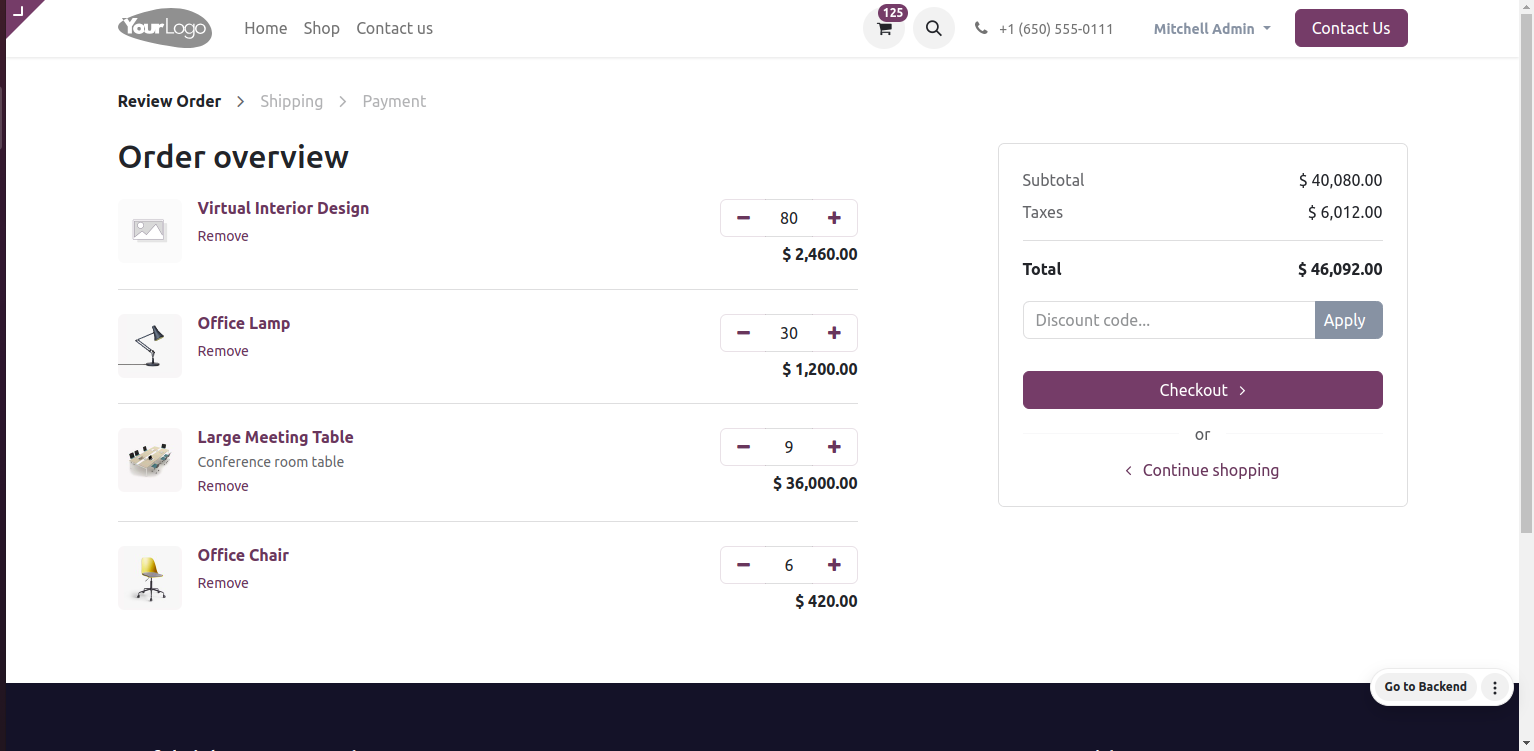 YourLogo
Home Shop Contact us
125
+1 (650) 555-0111
Mitchell Admin
Contact Us
Review Order Shipping Payment
Order overview
Virtual Interior Design
Remove
80
$ 2,460.00
Office Lamp
Remove
30
$ 1,200.00
Large Meeting Table
Conference room table
Remove
9
$ 36,000.00
Office Chair
Remove
6
$ 420.00
Subtotal $ 40,080.00
Taxes $ 6,012.00
Total $ 46,092.00
Discount code... Apply
Checkout
or
Continue shopping
Go to Backend